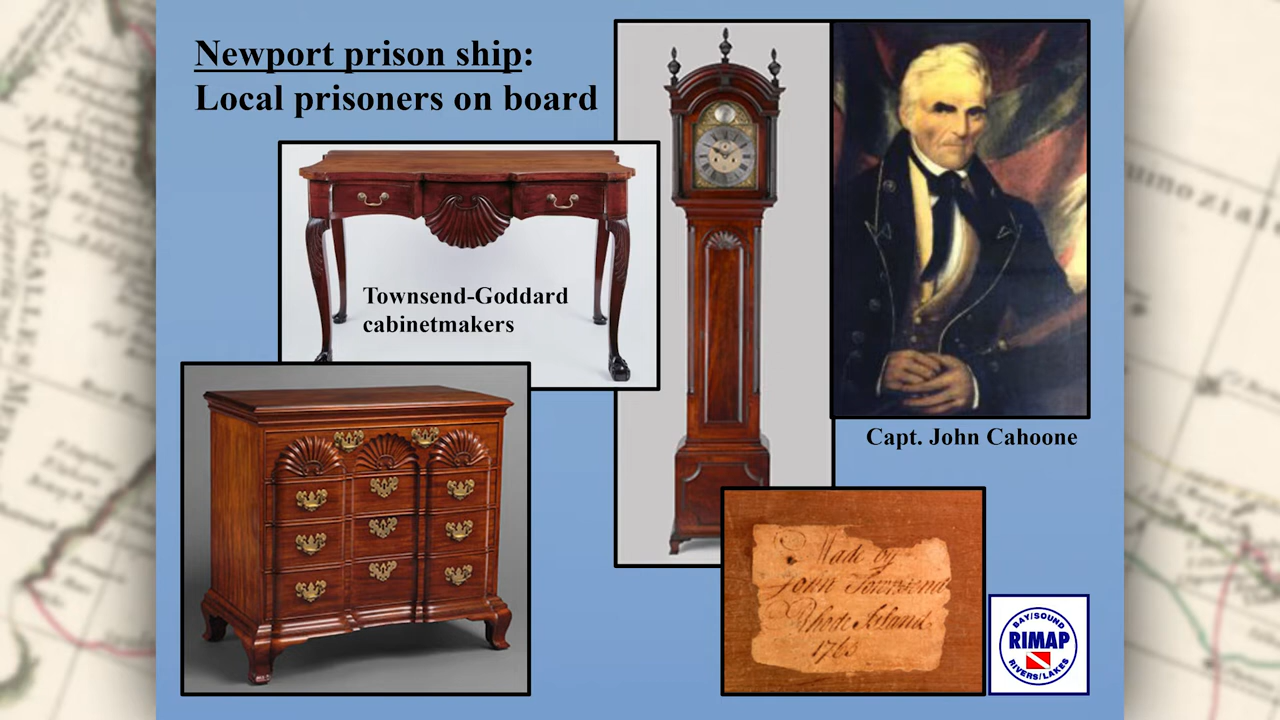 Newport prison ship:
Local prisoners on board
Townsend-Goddard
cabinetmakers
Capt. John Cahoone
Made by
John Townsend
Rhode Island
1765
BAY/SOUND
RIMAP
RIVERS/LAKES